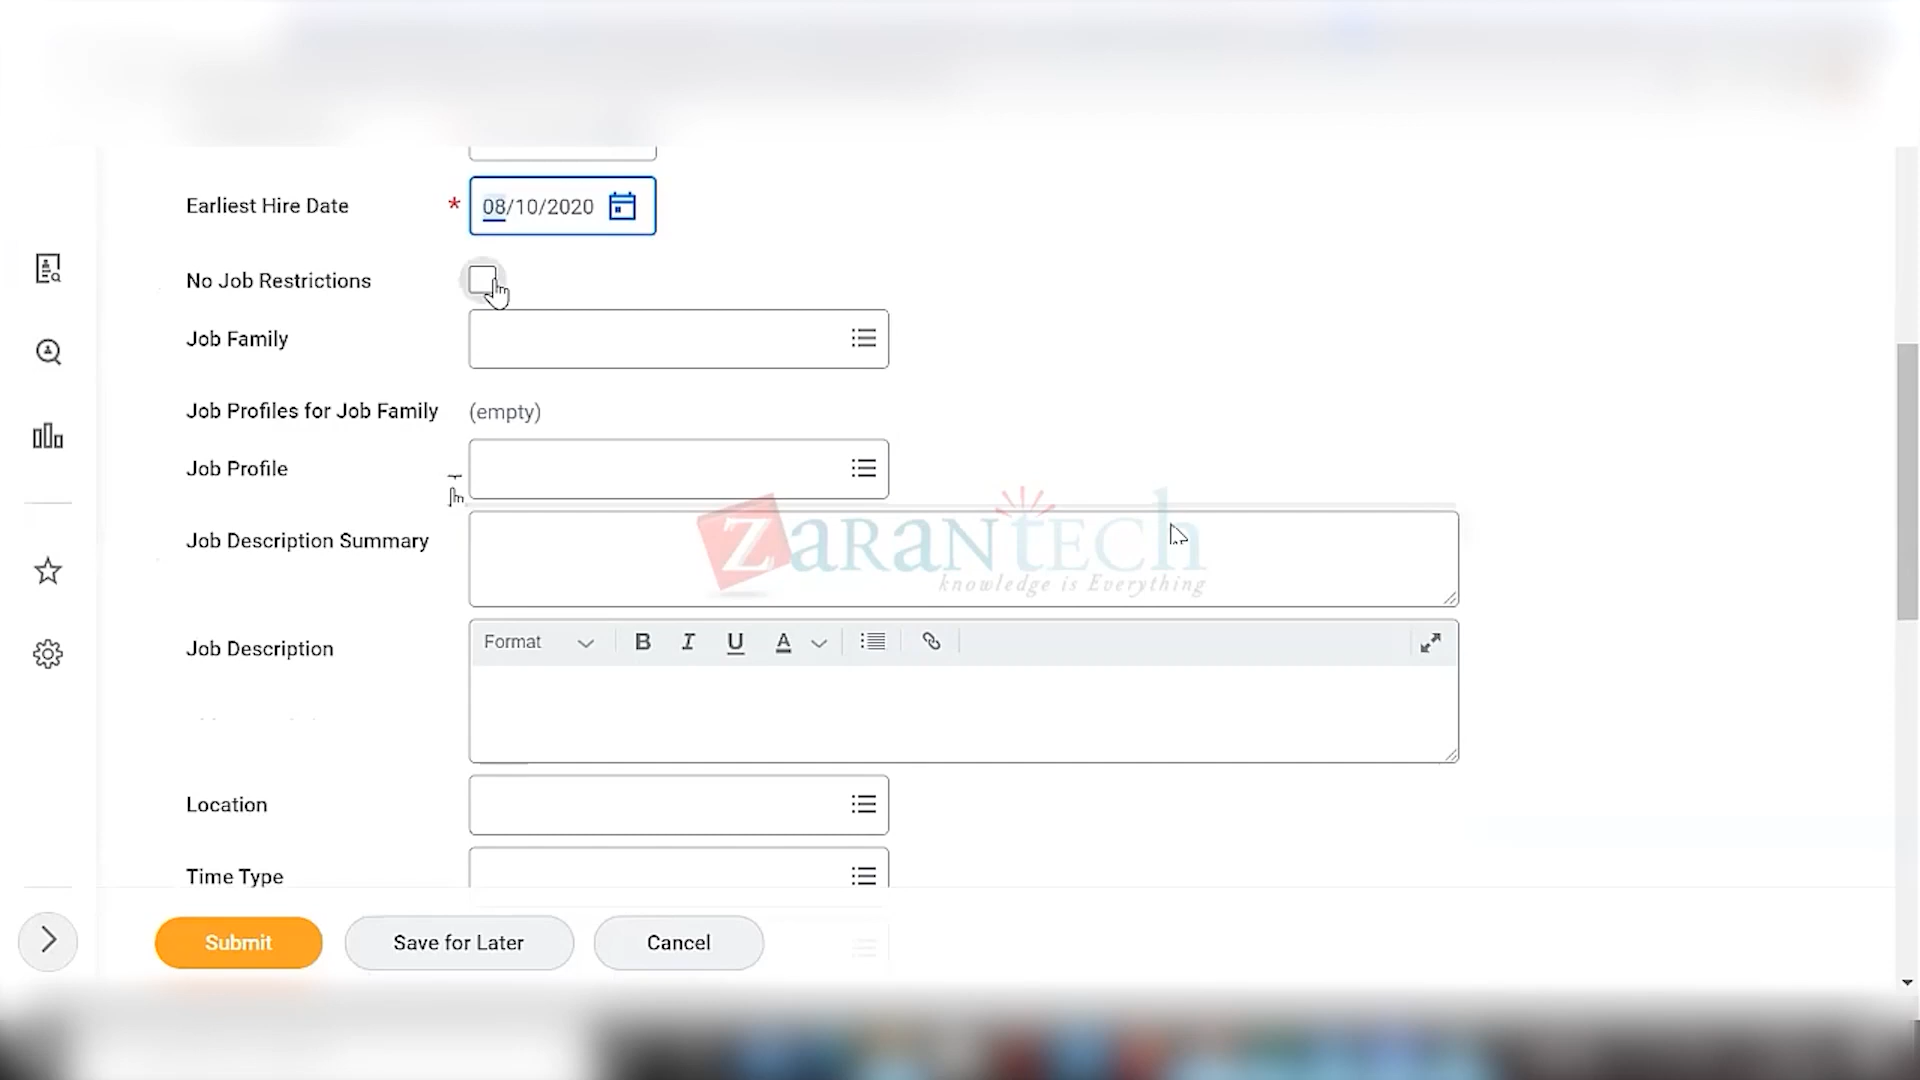 Earliest Hire Date * 08/10/2020
No Job Restrictions
Job Family
Job Profiles for Job Family (empty)
Job Profile
Job Description Summary
ZARANTECH
knowledge is Everything
Job Description
Format B I U A
Location
Time Type
Submit Save for Later Cancel